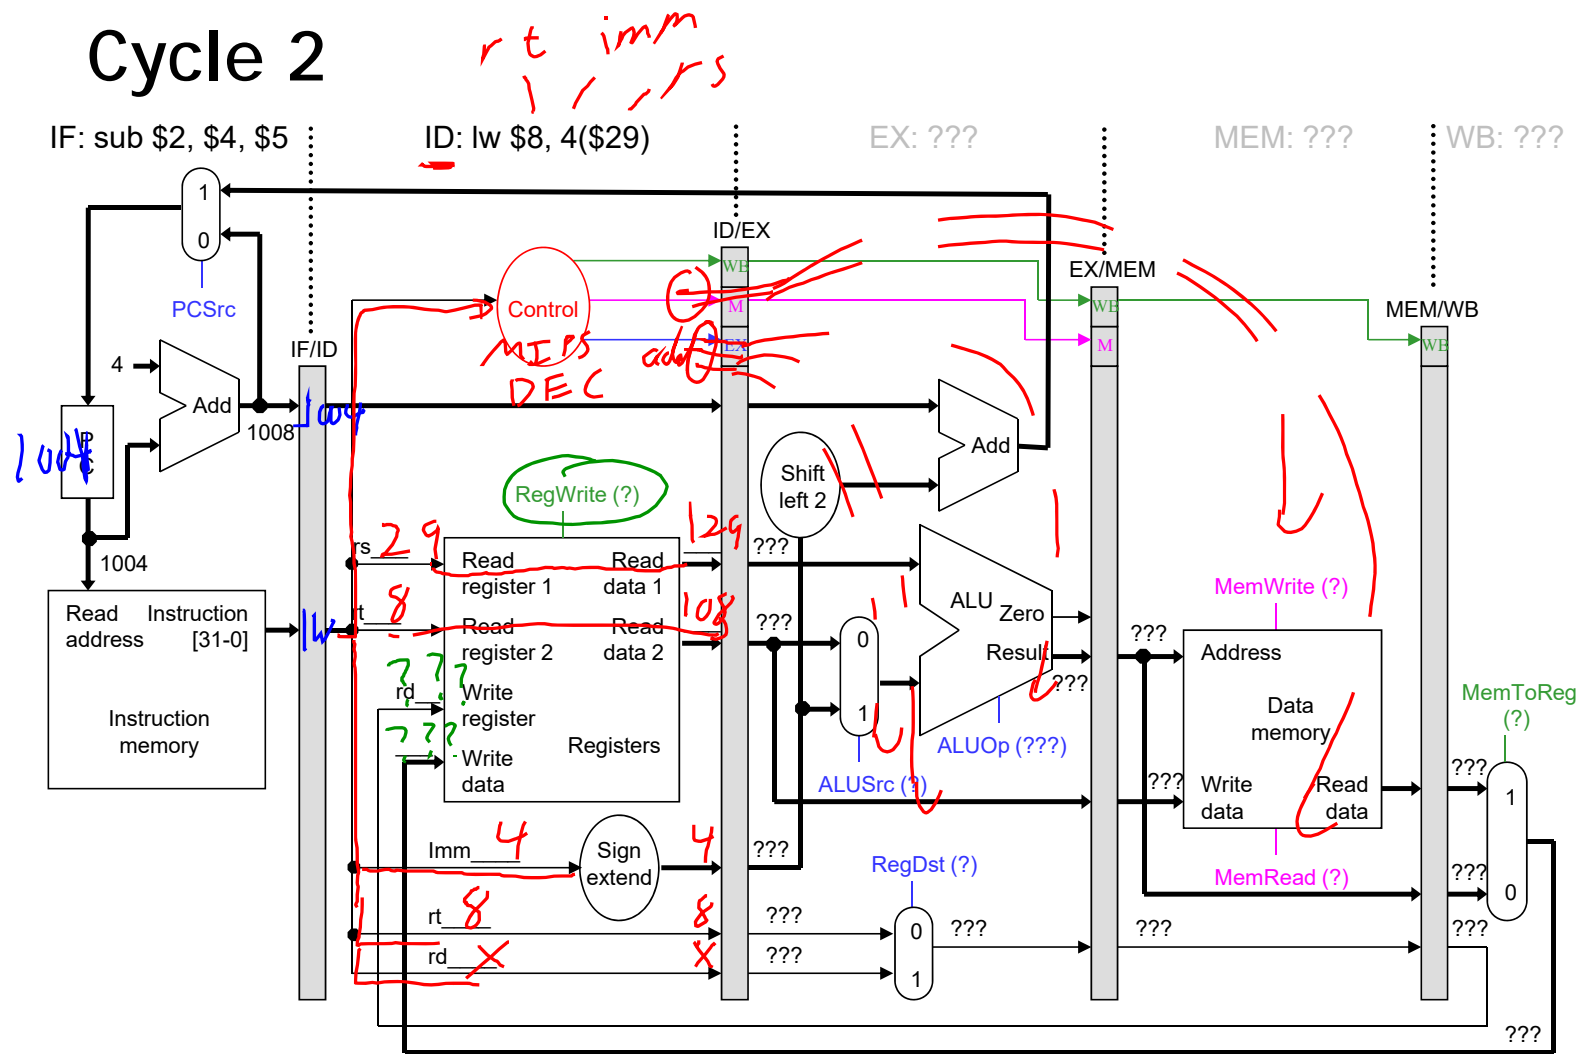 Cycle 2
rt imm
rs
IF: sub $2, $4, $5
ID: lw $8, 4($29)
EX: ???
MEM: ???
WB: ???
1
0
PCSrc
ID/EX
WB
M
EX
EX/MEM
WB
M
MEM/WB
WB
Control
MIPS
DEC
IF/ID
4
Add
1008
PC
1004
1004
Add
Shift
left 2
RegWrite (?)
rs 29
Read
register 1
Read
data 1
129
???
rt 8
Read
register 2
Read
data 2
108
???
rd ???
Write
register
???
Write
data
Registers
Read
address
Instruction
[31-0]
lw
Instruction
memory
0
1
ALUSrc (?)
ALU
Zero
Result
???
ALUOp (???)
MemWrite (?)
???
Address
Data
memory
???
Write
data
Read
data
MemRead (?)
MemToReg
(?)
???
1
???
0
Imm 4
Sign
extend
4
???
RegDst (?)
rt 8
8
???
0
???
???
???
rd X
X
???
1
???